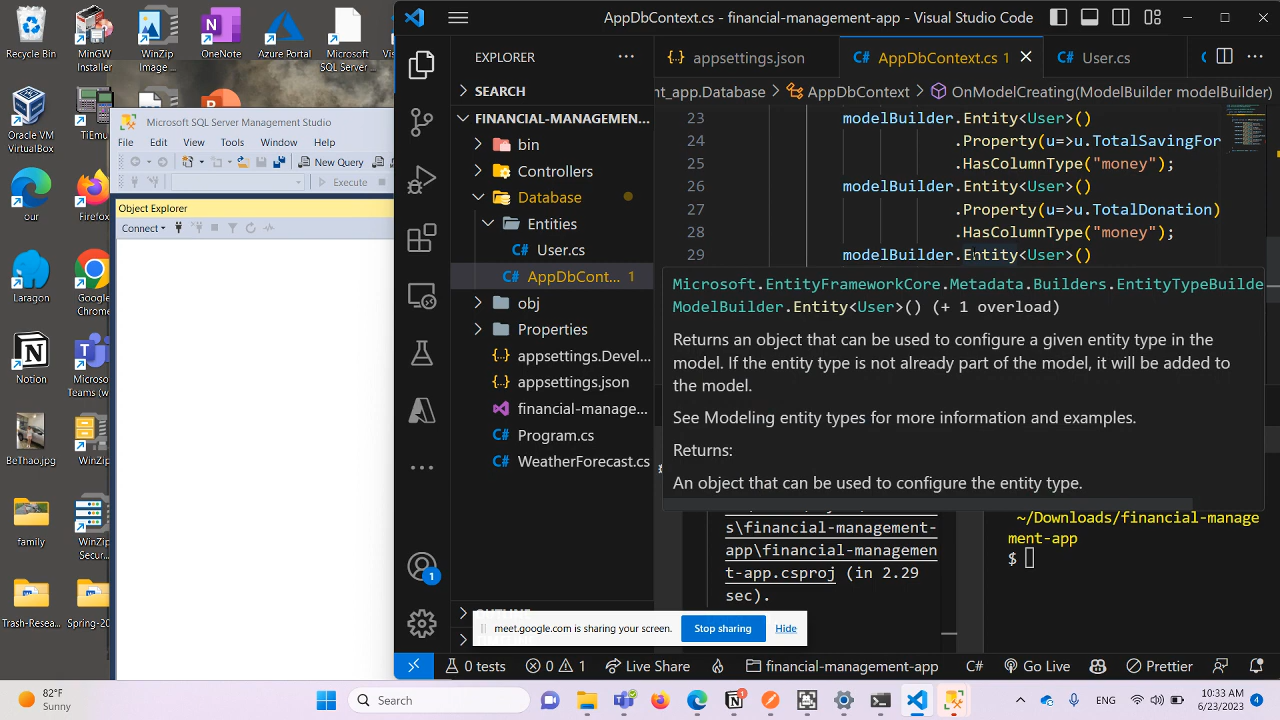 Recycle Bin
MinGW Installer
WinZip Image ...
OneNote
Azure Portal
Microsoft SQL Server ...
Oracle VM VirtualBox
TiEmu
our
Firefox
Laragon
Google
Notion
Microso
Teams (w
BeThao.jpg
WinZip
family
WinZip Secur...
Trash-Resea...
Spring-20
Microsoft SQL Server Management Studio
File Edit View Tools Window Help
New Query
Execute
Object Explorer
Connect
AppDbContext.cs - financial-management-app - Visual Studio Code
EXPLORER
SEARCH
FINANCIAL-MANAGEMEN...
bin
Controllers
Database
Entities
C# User.cs
C# AppDbCont... 1
obj
Properties
{··} appsettings.Devel...
{··} appsettings.json
financial-manage...
C# Program.cs
C# WeatherForecast.cs
1
{··} appsettings.json
C# AppDbContext.cs 1
C# User.cs
nt_app.Database > AppDbContext > OnModelCreating(ModelBuilder modelBuilder)
23 modelBuilder.Entity<User>()
24 .Property(u=>u.TotalSavingFor
25 .HasColumnType("money");
26 modelBuilder.Entity<User>()
27 .Property(u=>u.TotalDonation)
28 .HasColumnType("money");
29 modelBuilder.Entity<User>()
Microsoft.EntityFrameworkCore.Metadata.Builders.EntityTypeBuilde
ModelBuilder.Entity<User>() (+ 1 overload)
Returns an object that can be used to configure a given entity type in the
model. If the entity type is not already part of the model, it will be added to
the model.
See Modeling entity types for more information and examples.
Returns:
An object that can be used to configure the entity type.
s\financial-management-
app\financial-managemen
t-app.csproj (in 2.29
sec).
~/Downloads/financial-manage
ment-app
$
meet.google.com is sharing your screen. Stop sharing Hide
0 tests 0 1 Live Share financial-management-app C# Go Live Prettier
82°F
Sunny
Search
ENG
10:33 AM
6/23/2023
4